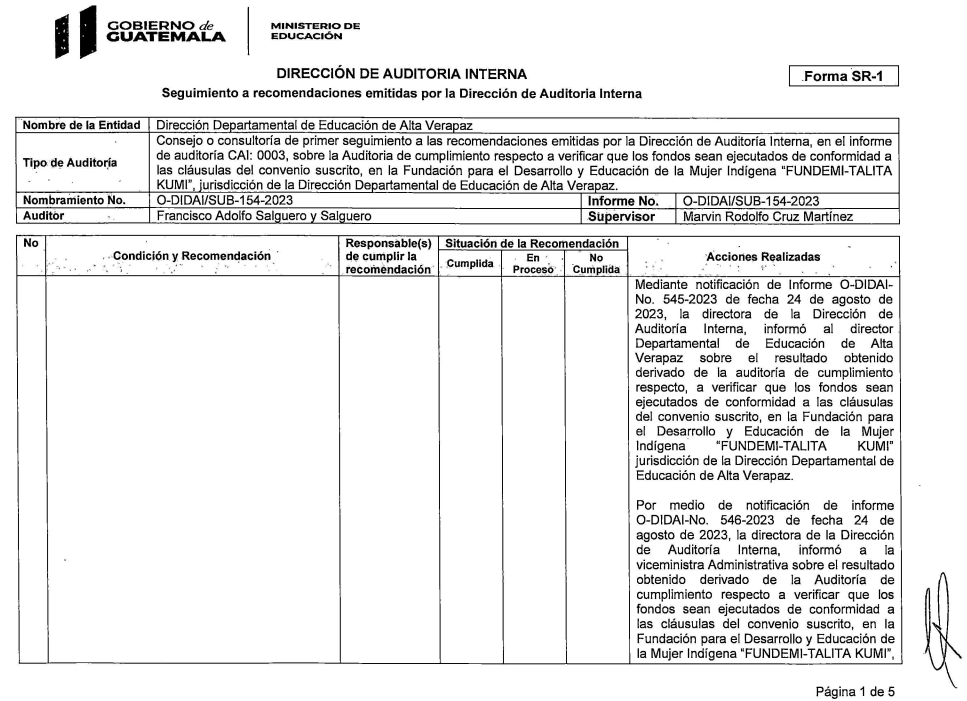 GOBIERNO de
GUATEMALA
MINISTERIO DE
EDUCACIÓN
DIRECCIÓN DE AUDITORIA INTERNA
Forma SR-1
Seguimiento a recomendaciones emitidas por la Dirección de Auditoria Interna
Nombre de la Entidad Dirección Departamental de Educación de Alta Verapaz
Tipo de Auditoría
Consejo o consultoría de primer seguimiento a las recomendaciones emitidas por la Dirección de Auditoría Interna, en el informe
de auditoría CAI: 0003, sobre la Auditoria de cumplimiento respecto a verificar que los fondos sean ejecutados de conformidad a
las cláusulas del convenio suscrito, en la Fundación para el Desarrollo y Educación de la Mujer Indígena "FUNDEMI-TALITA
KUMI", jurisdicción de la Dirección Departamental de Educación de Alta Verapaz.
Nombramiento No. O-DIDAI/SUB-154-2023 Informe No. O-DIDAI/SUB-154-2023
Auditor Francisco Adolfo Salguero y Salguero Supervisor Marvin Rodolfo Cruz Martínez
No
Condición y Recomendación
Responsable(s)
de cumplir la
recomendación
Situación de la Recomendación
Cumplida
En
Proceso
No
Cumplida
Acciones Realizadas
Mediante notificación de Informe O-DIDAI-
No. 545-2023 de fecha 24 de agosto de
2023, la directora de la Dirección de
Auditoría Interna, informó al director
Departamental de Educación de Alta
Verapaz sobre el resultado obtenido
derivado de la auditoría de cumplimiento
respecto, a verificar que los fondos sean
ejecutados de conformidad a las cláusulas
del convenio suscrito, en la Fundación para
el Desarrollo y Educación de la Mujer
Indígena "FUNDEMI-TALITA KUMI"
jurisdicción de la Dirección Departamental de
Educación de Alta Verapaz.
Por medio de notificación de informe
O-DIDAI-No. 546-2023 de fecha 24 de
agosto de 2023, la directora de la Dirección
de Auditoría Interna, informó a la
viceministra Administrativa sobre el resultado
obtenido derivado de la Auditoría de
cumplimiento respecto a verificar que los
fondos sean ejecutados de conformidad a
las cláusulas del convenio suscrito, en la
Fundación para el Desarrollo y Educación de
la Mujer Indígena "FUNDEMI-TALITA KUMI",
Página 1 de 5